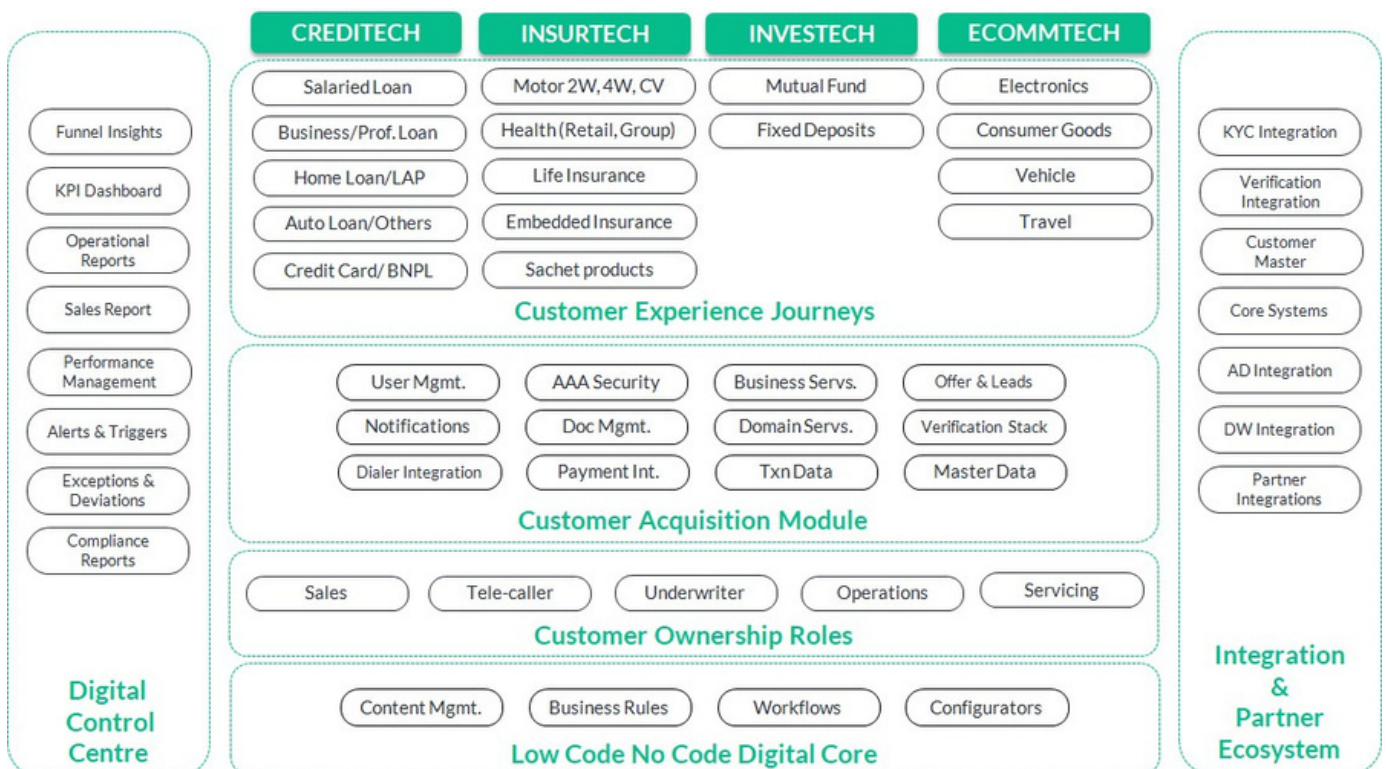 CREDITECH
INSURTECH
INVESTECH
ECOMMTECH
Funnel Insights
KPI Dashboard
Operational
Reports
Sales Report
Performance
Management
Alerts & Triggers
Exceptions &
Deviations
Compliance
Reports
Digital
Control
Centre
Salaried Loan
Business/Prof. Loan
Home Loan/LAP
Auto Loan/Others
Credit Card/ BNPL
Motor 2W, 4W, CV
Health (Retail, Group)
Life Insurance
Embedded Insurance
Sachet products
Mutual Fund
Fixed Deposits
Electronics
Consumer Goods
Vehicle
Travel
Customer Experience Journeys
User Mgmt.
AAA Security
Business Servs.
Offer & Leads
Notifications
Doc Mgmt.
Domain Servs.
Verification Stack
Dialer Integration
Payment Int.
Txn Data
Master Data
Customer Acquisition Module
Sales
Tele-caller
Underwriter
Operations
Servicing
Customer Ownership Roles
Content Mgmt.
Business Rules
Workflows
Configurators
Low Code No Code Digital Core
KYC Integration
Verification
Integration
Customer
Master
Core Systems
AD Integration
DW Integration
Partner
Integrations
Integration
&
Partner
Ecosystem